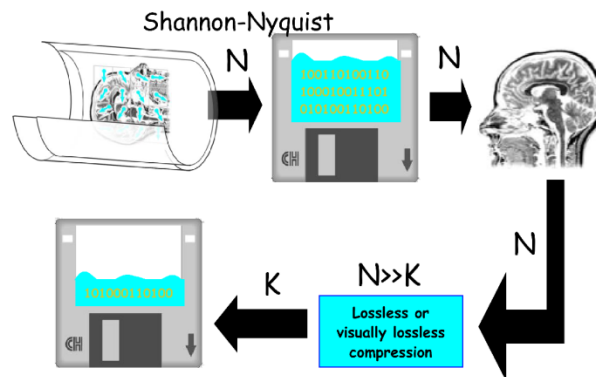 Shannon-Nyquist
N
N
100110100110
100010011101
010100110100
CH
N
N>>K
K
Lossless or
visually lossless
compression
101000110100
CH